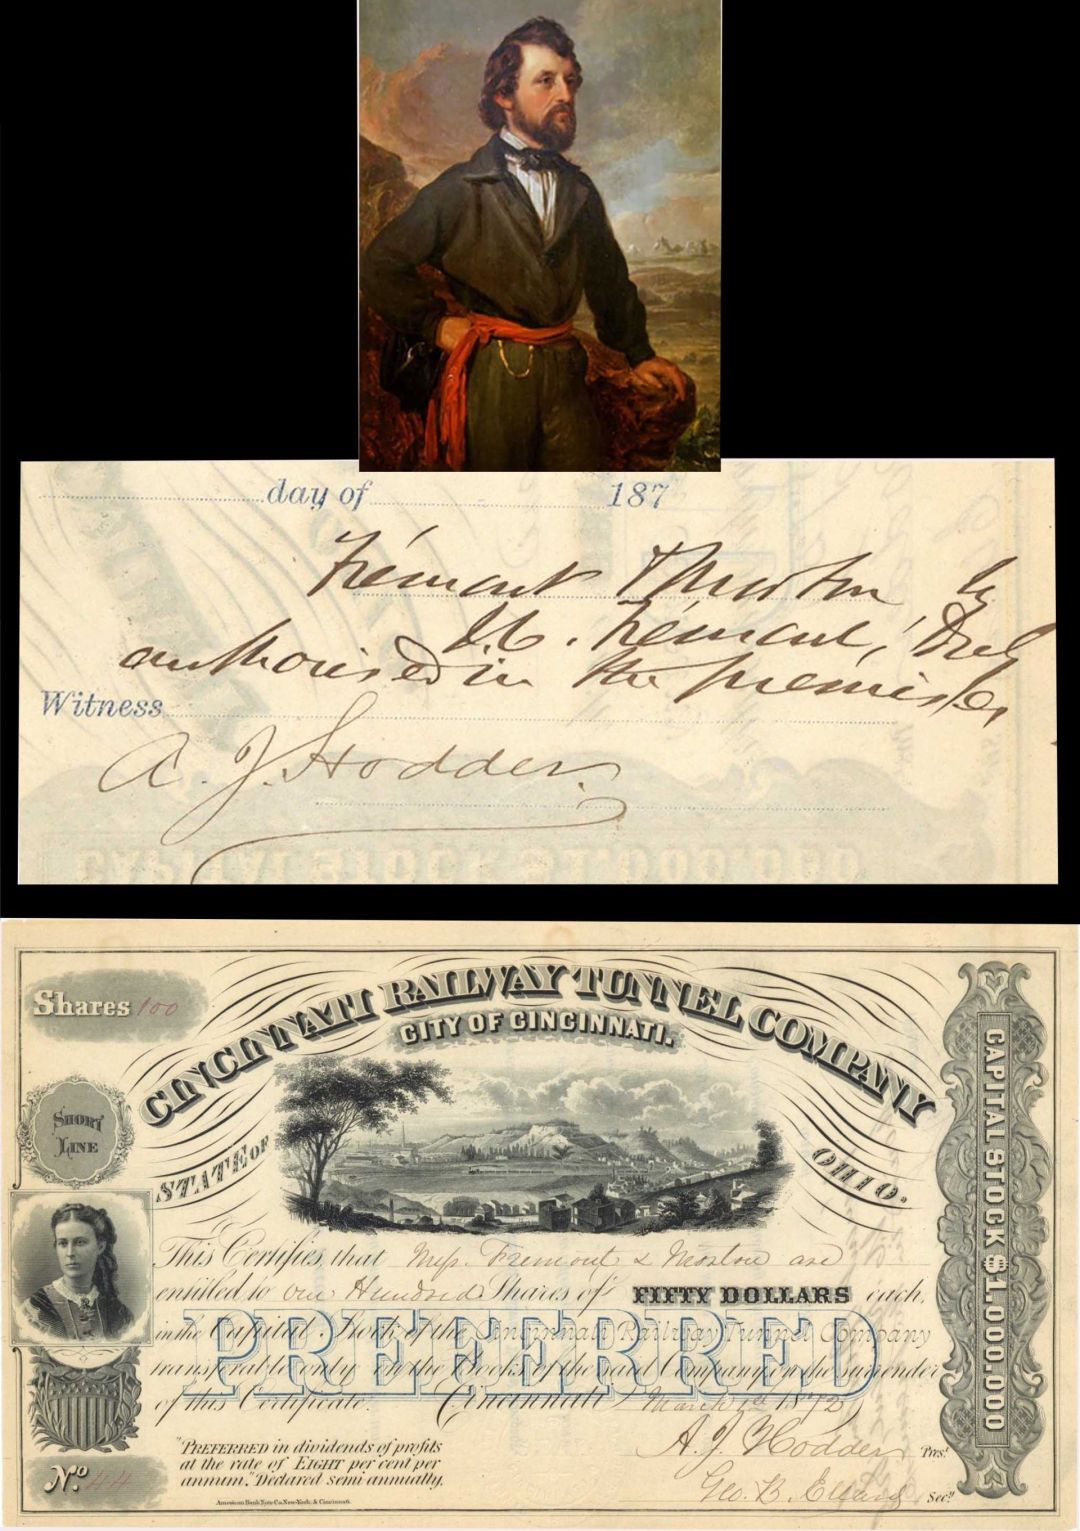 day of 187
Frémont & Morton by
J.C. Frémont,
authorised in the premises
Witness
A. J. Hodder
Shares 100
CINCINNATI RAILWAY TUNNEL COMPANY
CITY OF CINCINNATI.
SHORT
LINE
STATE OF OHIO.
CAPITAL STOCK $1,000,000
This Certifies, that Mess. Fremont & Morton are
entitled to One Hundred Shares of FIFTY DOLLARS each,
in the Capital Stock of the Cincinnati Railway Tunnel Company
PREFERRED
transferable only on the Books of the said Company on the surrender
of this Certificate. Cincinnati March 187
"PREFERRED in dividends of profits
at the rate of EIGHT per cent per
annum." Declared semi annually.
A. J. Hodder Prest.
Geo. B. Secy.
No. 44
American Bank Note Co. New-York & Cincinnati.